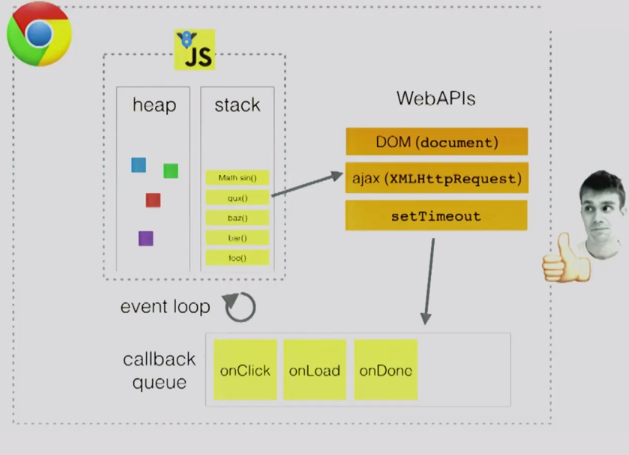 JS
heap
stack
WebAPIs
DOM (document)
ajax (XMLHttpRequest)
setTimeout
Math sin()
qux()
baz()
bar()
foo()
event loop
callback
queue
onClick
onLoad
onDone